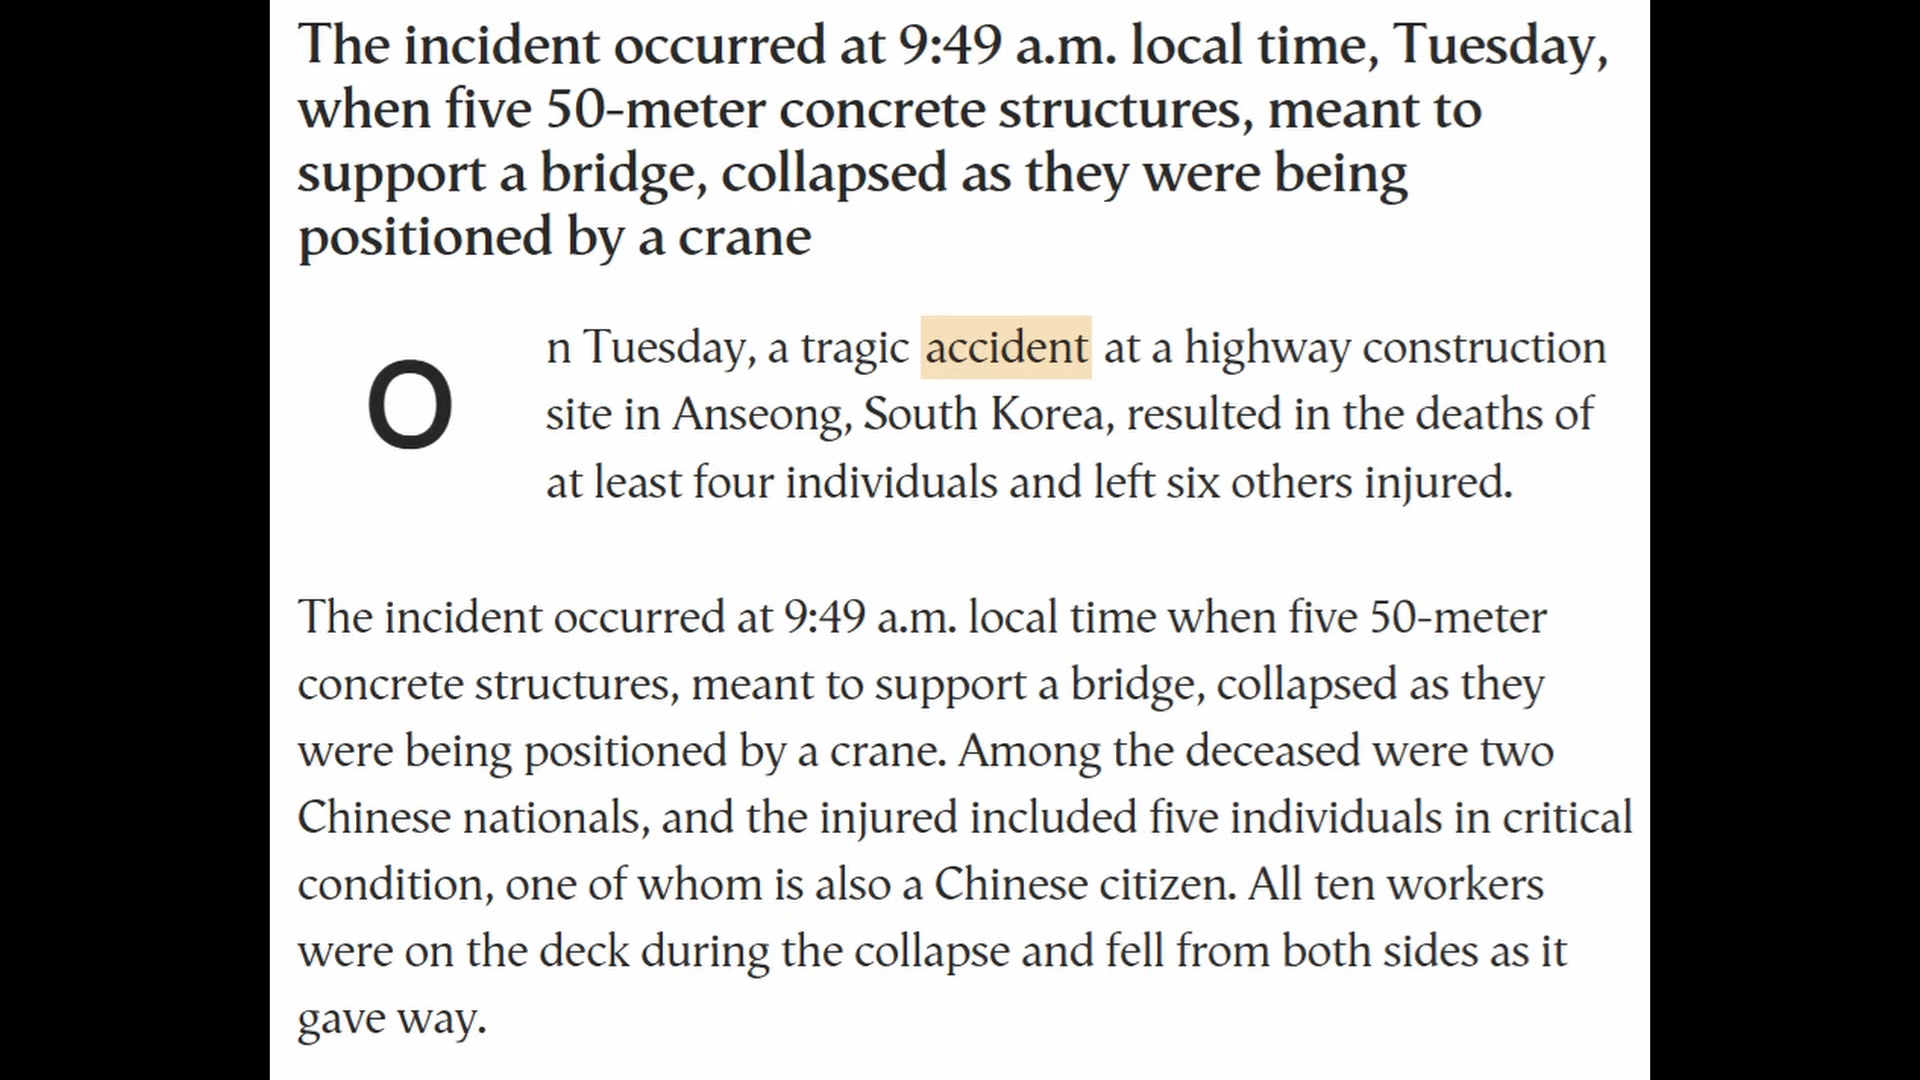 The incident occurred at 9:49 a.m. local time, Tuesday,
when five 50-meter concrete structures, meant to
support a bridge, collapsed as they were being
positioned by a crane
On Tuesday, a tragic accident at a highway construction
site in Anseong, South Korea, resulted in the deaths of
at least four individuals and left six others injured.
The incident occurred at 9:49 a.m. local time when five 50-meter
concrete structures, meant to support a bridge, collapsed as they
were being positioned by a crane. Among the deceased were two
Chinese nationals, and the injured included five individuals in critical
condition, one of whom is also a Chinese citizen. All ten workers
were on the deck during the collapse and fell from both sides as it
gave way.